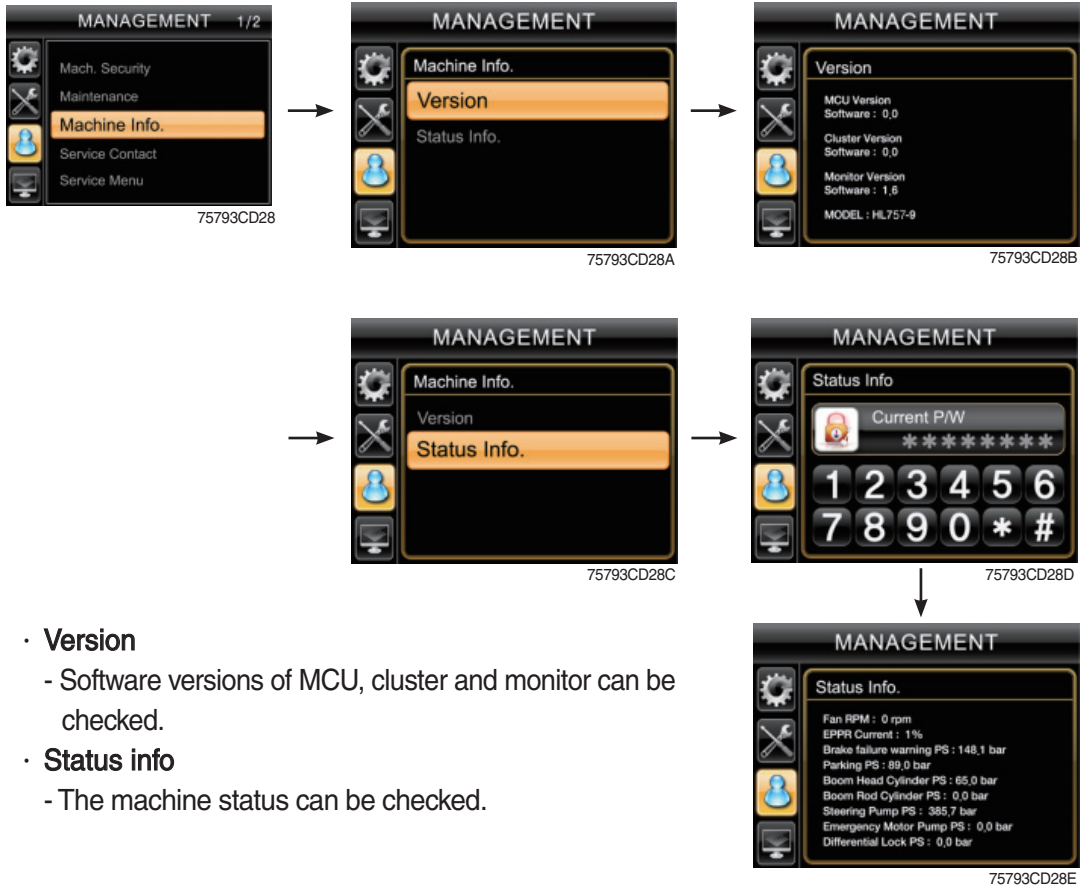 MANAGEMENT 1/2
Mach. Security
Maintenance
Machine Info.
Service Contact
Service Menu
75793CD28
MANAGEMENT
Machine Info.
Version
Status Info.
75793CD28A
MANAGEMENT
Version
MCU Version
Software : 0,0
Cluster Version
Software : 0,0
Monitor Version
Software : 1,6
MODEL : HL757-9
75793CD28B
MANAGEMENT
Machine Info.
Version
Status Info.
75793CD28C
MANAGEMENT
Status Info
Current P/W
********
1 2 3 4 5 6
7 8 9 0 * #
75793CD28D
· Version
- Software versions of MCU, cluster and monitor can be
checked.
· Status info
- The machine status can be checked.
MANAGEMENT
Status Info.
Fan RPM : 0 rpm
EPPR Current : 1%
Brake failure warning PS : 148,1 bar
Parking PS : 89,0 bar
Boom Head Cylinder PS : 65,0 bar
Boom Rod Cylinder PS : 0,0 bar
Steering Pump PS : 385,7 bar
Emergency Motor Pump PS : 0,0 bar
Differential Lock PS : 0,0 bar
75793CD28E